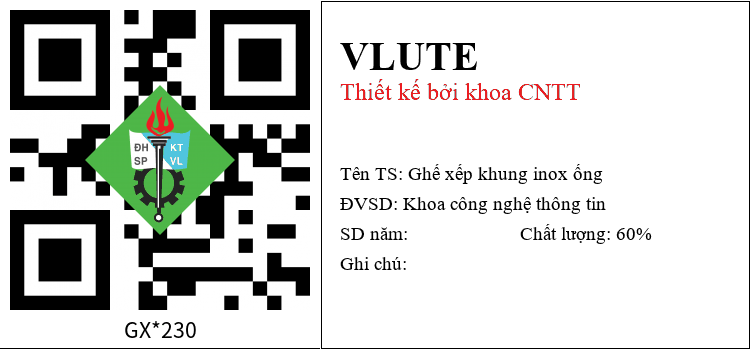 ĐH KT
SP VL
GX*230
VLUTE
Thiết kế bởi khoa CNTT
Tên TS: Ghế xếp khung inox ống
ĐVSD: Khoa công nghệ thông tin
SD năm: Chất lượng: 60%
Ghi chú: